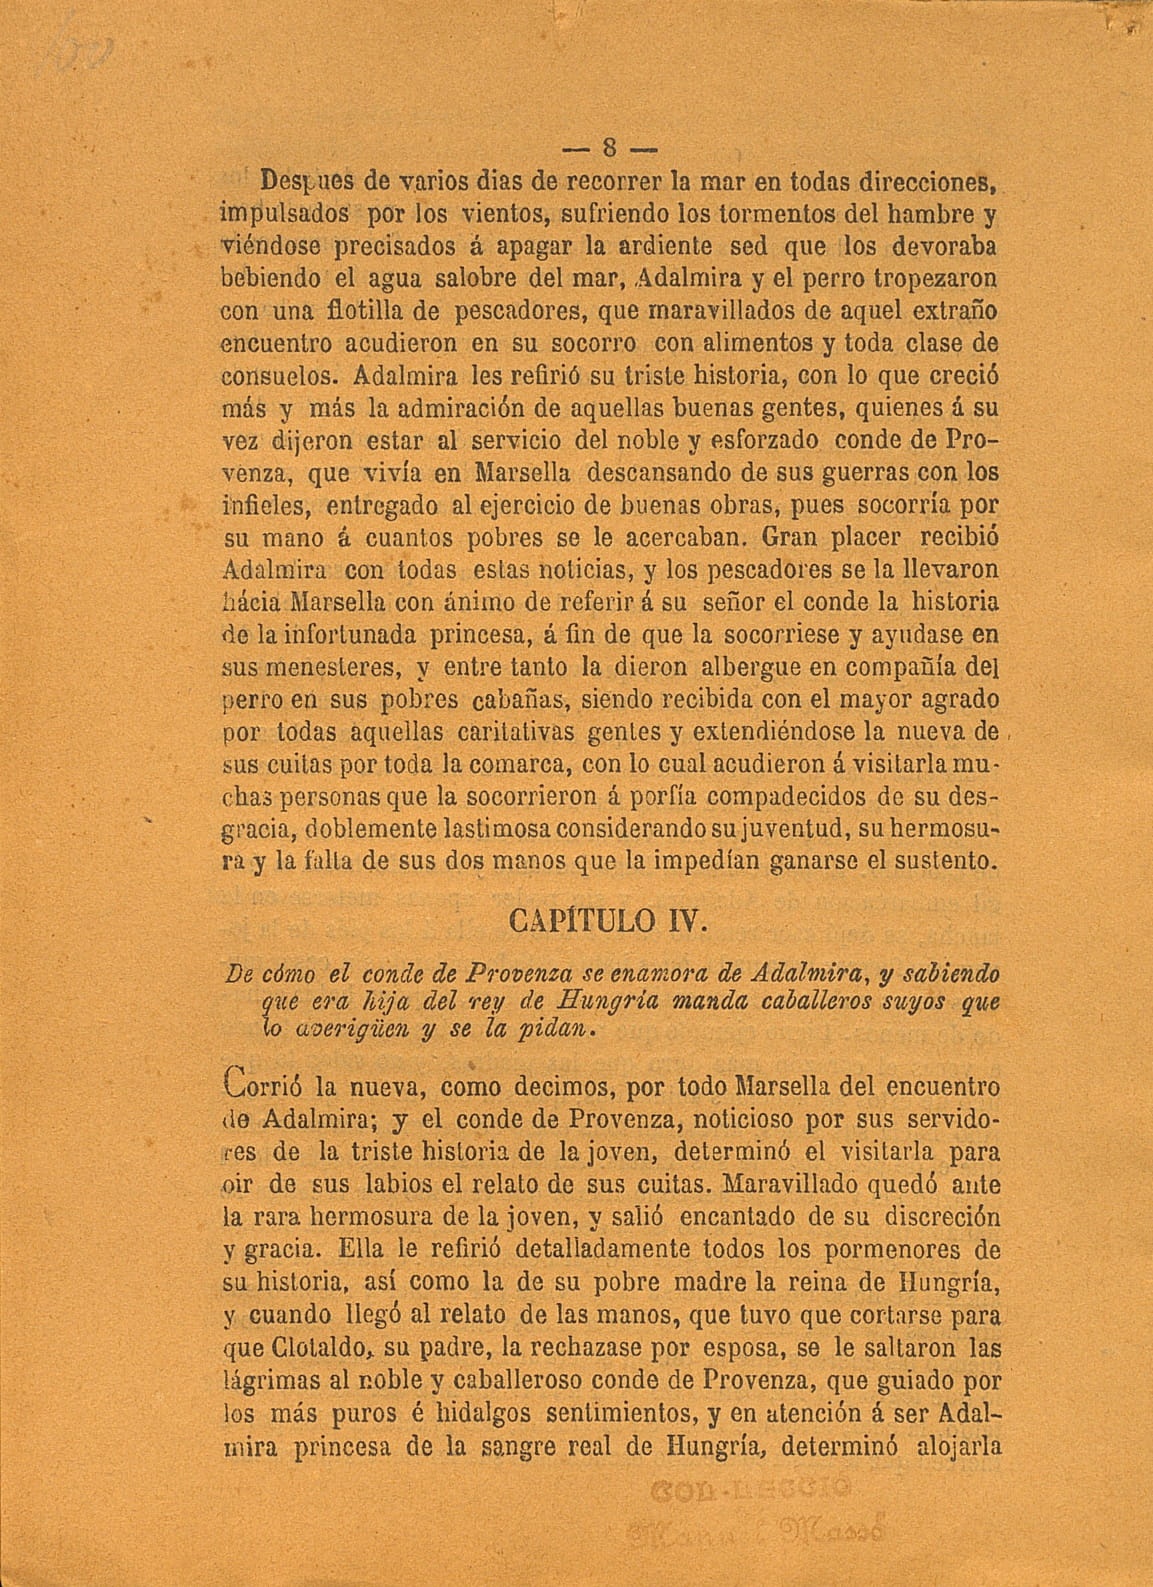 — 8 —
Despues de varios dias de recorrer la mar en todas direcciones,
impulsados por los vientos, sufriendo los tormentos del hambre y
viéndose precisados á apagar la ardiente sed que los devoraba
bebiendo el agua salobre del mar, Adalmira y el perro tropezaron
con una flotilla de pescadores, que maravillados de aquel extraño
encuentro acudieron en su socorro con alimentos y toda clase de
consuelos. Adalmira les refirió su triste historia, con lo que creció
más y más la admiración de aquellas buenas gentes, quienes á su
vez dijeron estar al servicio del noble y esforzado conde de Pro-
venza, que vivía en Marsella descansando de sus guerras con los
infieles, entregado al ejercicio de buenas obras, pues socorría por
su mano á cuantos pobres se le acercaban. Gran placer recibió
Adalmira con todas estas noticias, y los pescadores se la llevaron
hácia Marsella con ánimo de referir á su señor el conde la historia
de la infortunada princesa, á fin de que la socorriese y ayudase en
sus menesteres, y entre tanto la dieron albergue en compañía del
perro en sus pobres cabañas, siendo recibida con el mayor agrado
por todas aquellas caritativas gentes y extendiéndose la nueva de
sus cuitas por toda la comarca, con lo cual acudieron á visitarla mu-
chas personas que la socorrieron á porfía compadecidos de su des-
gracia, doblemente lastimosa considerando su juventud, su hermosu-
ra y la falta de sus dos manos que la impedían ganarse el sustento.
CAPÍTULO IV.
De cómo el conde de Provenza se enamora de Adalmira, y sabiendo
que era hija del rey de Hungría manda caballeros suyos que
lo averigüen y se la pidan.
Corrió la nueva, como decimos, por todo Marsella del encuentro
de Adalmira; y el conde de Provenza, noticioso por sus servido-
res de la triste historia de la joven, determinó el visitarla para
oir de sus labios el relato de sus cuitas. Maravillado quedó ante
la rara hermosura de la joven, y salió encantado de su discreción
y gracia. Ella le refirió detalladamente todos los pormenores de
su historia, así como la de su pobre madre la reina de Hungría,
y cuando llegó al relato de las manos, que tuvo que cortarse para
que Clotaldo, su padre, la rechazase por esposa, se le saltaron las
lágrimas al noble y caballeroso conde de Provenza, que guiado por
los más puros é hidalgos sentimientos, y en atención á ser Adal-
mira princesa de la sangre real de Hungría, determinó alojarla